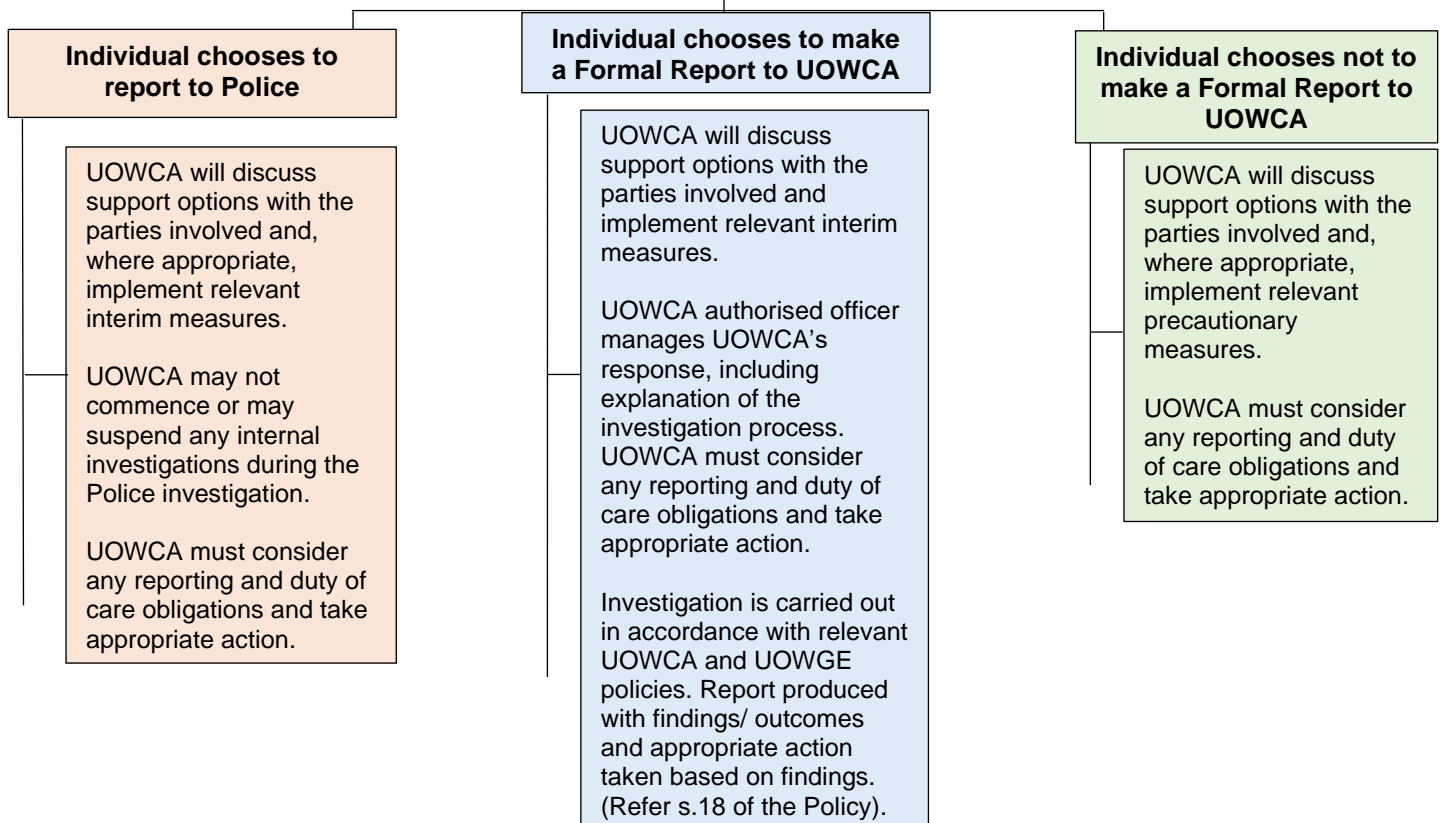 Individual chooses to
report to Police
UOWCA will discuss
support options with the
parties involved and,
where appropriate,
implement relevant
interim measures.
UOWCA may not
commence or may
suspend any internal
investigations during the
Police investigation.
UOWCA must consider
any reporting and duty of
care obligations and take
appropriate action.
Individual chooses to make
a Formal Report to UOWCA
UOWCA will discuss
support options with the
parties involved and
implement relevant interim
measures.
UOWCA authorised officer
manages UOWCA’s
response, including
explanation of the
investigation process.
UOWCA must consider
any reporting and duty of
care obligations and take
appropriate action.
Investigation is carried out
in accordance with relevant
UOWCA and UOWGE
policies. Report produced
with findings/ outcomes
and appropriate action
taken based on findings.
(Refer s.18 of the Policy).
Individual chooses not to
make a Formal Report to
UOWCA
UOWCA will discuss
support options with the
parties involved and,
where appropriate,
implement relevant
precautionary
measures.
UOWCA must consider
any reporting and duty
of care obligations and
take appropriate action.